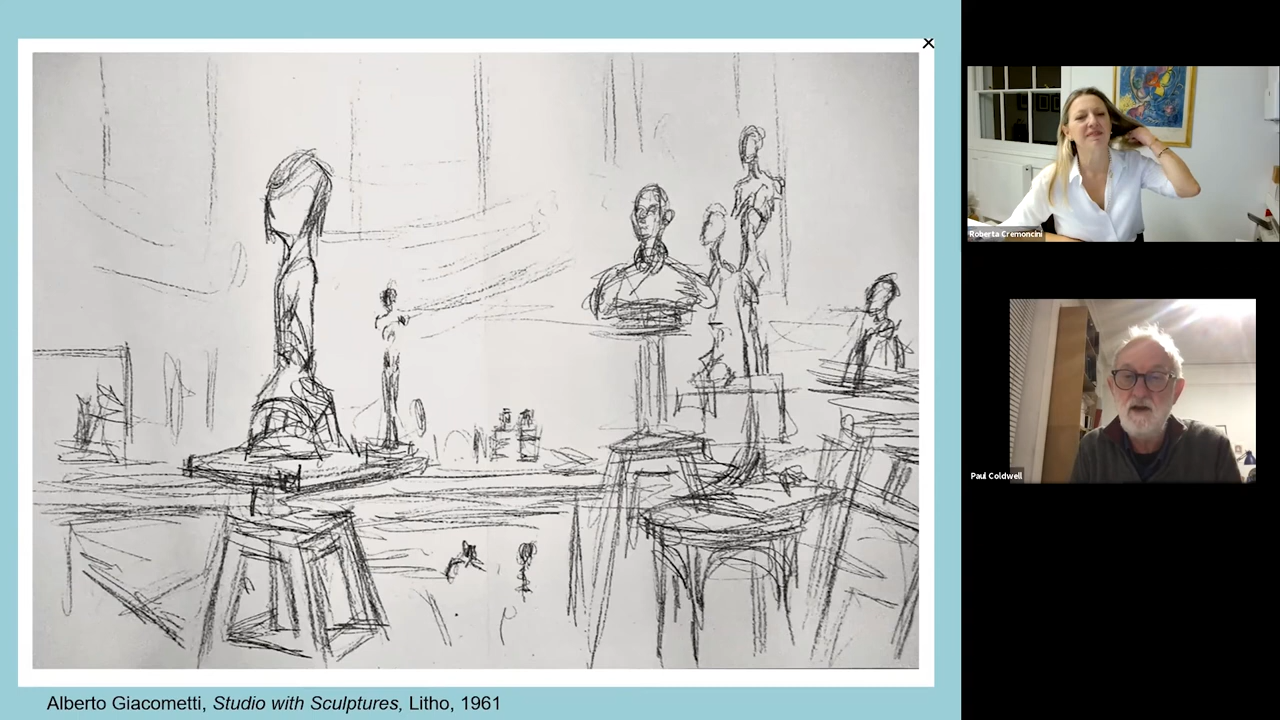 Roberta Cremoncini
Paul Coldwell
Alberto Giacometti, Studio with Sculptures, Litho, 1961